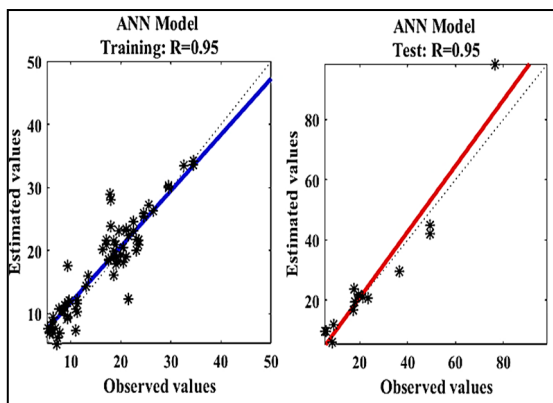 ANN Model
Training: R=0.95
50
40
30
20
10
Estimated values
10 20 30 40 50
Observed values
ANN Model
Test: R=0.95
80
60
40
20
Estimated values
20 40 60 80
Observed values